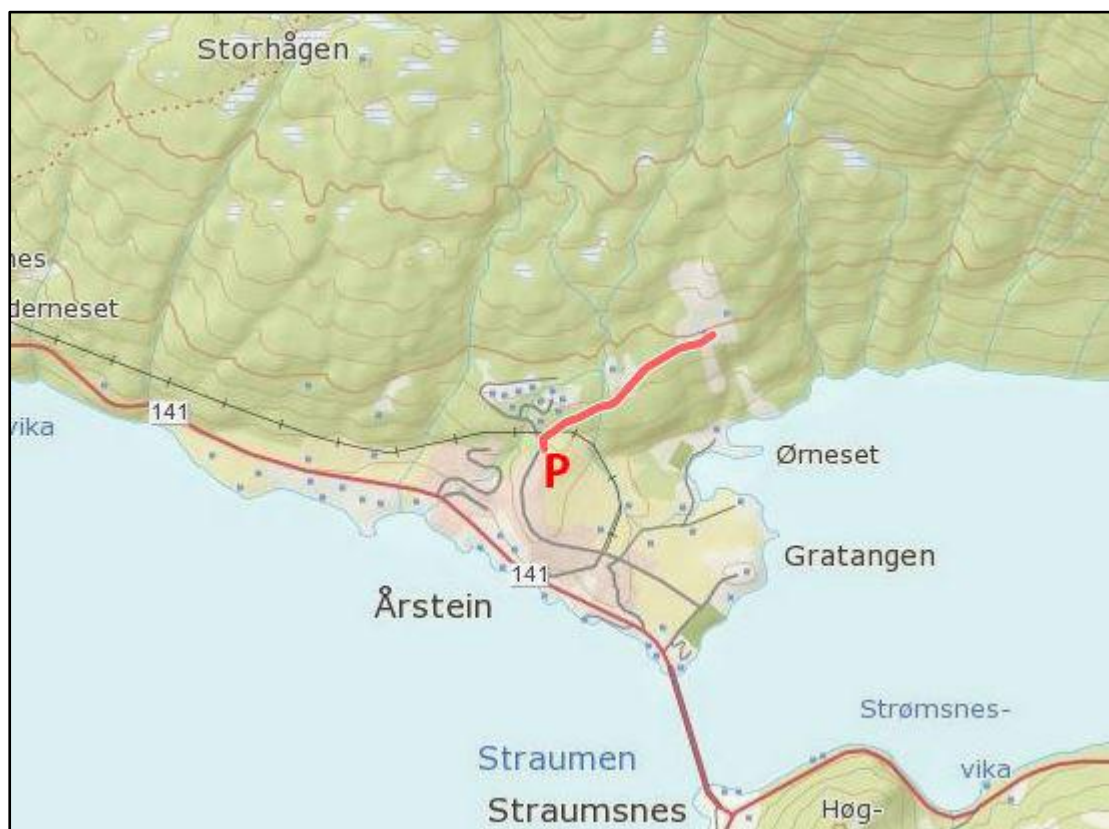 Storhågen
nes
derneset
141
vika
P
Ørneset
Gratangen
141
Årstein
Strømsnes-
vika
Straumen
Straumsnes
Høg-